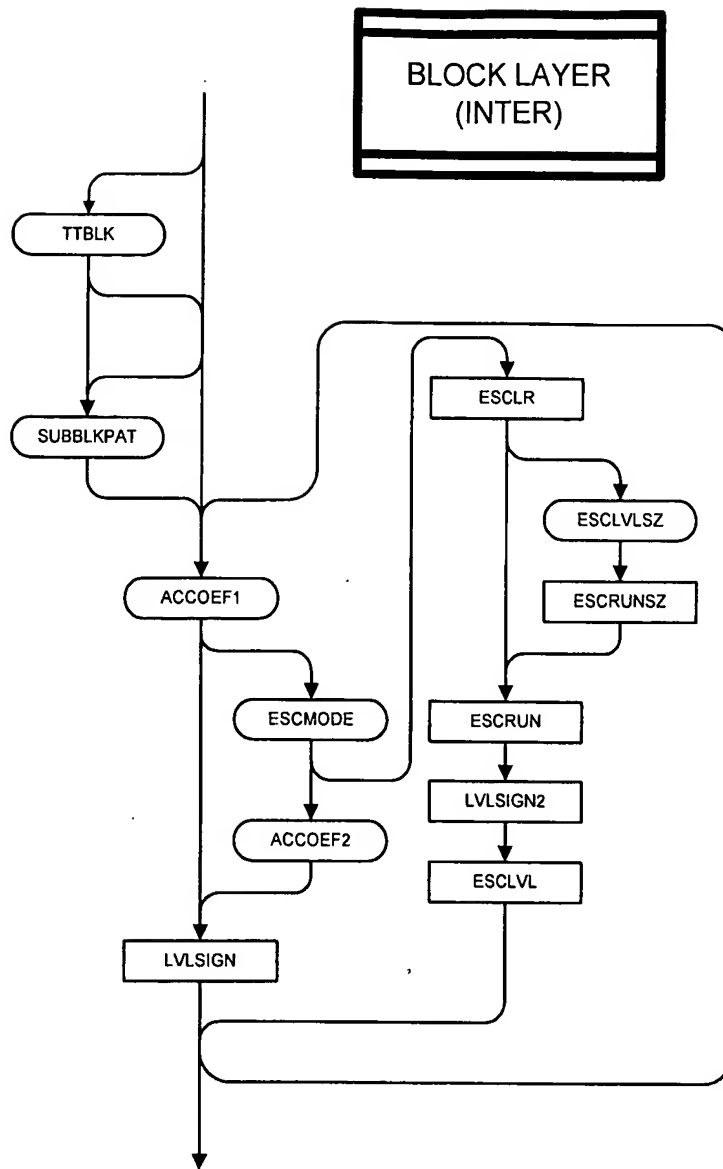 BLOCK LAYER
(INTER)
TTBLK
SUBBLKPAT
ACCOEF1
ESCMODE
ACCOEF2
LVLSIGN
ESCLR
ESCLVLSZ
ESCRUNSZ
ESCRUN
LVLSIGN2
ESCLVL